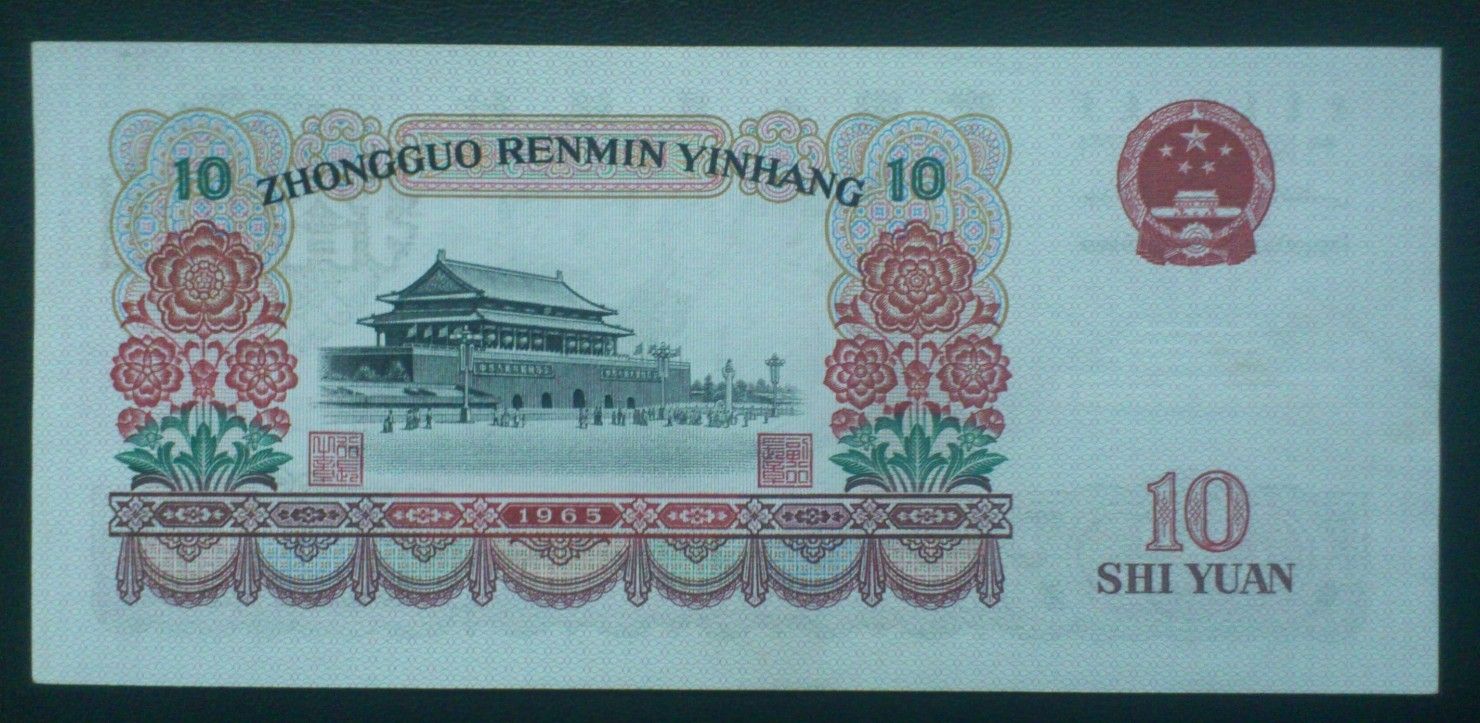 10 ZHONGGUO RENMIN YINHANG 10
1965
10
SHI YUAN